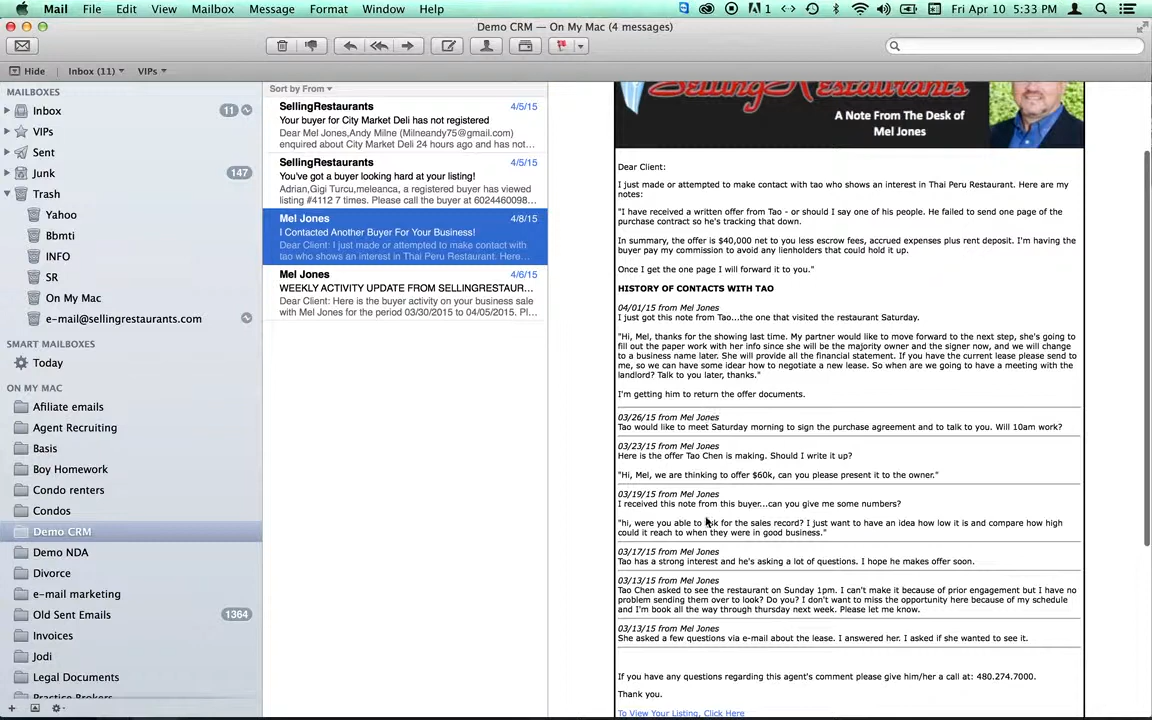 Mail File Edit View Mailbox Message Format Window Help 1 Fri Apr 10 5:33 PM
Demo CRM — On My Mac (4 messages)
Hide Inbox (11) VIPs
MAILBOXES
Inbox 11
VIPs
Sent
Junk 147
Trash
Yahoo
Bbmti
INFO
SR
On My Mac
e-mail@sellingrestaurants.com
SMART MAILBOXES
Today
ON MY MAC
Afiliate emails
Agent Recruiting
Basis
Boy Homework
Condo renters
Condos
Demo CRM
Demo NDA
Divorce
e-mail marketing
Old Sent Emails 1364
Invoices
Jodi
Legal Documents
Practice Brokers
Sort by From
SellingRestaurants 4/5/15
Your buyer for City Market Deli has not registered
Dear Mel Jones,Andy Milne (Milneandy75@gmail.com)
enquired about City Market Deli 24 hours ago and has not...
SellingRestaurants 4/5/15
You've got a buyer looking hard at your listing!
Adrian,Gigi Turcu,meleanca, a registered buyer has viewed
listing #4112 7 times. Please call the buyer at 6024460098...
Mel Jones 4/8/15
I Contacted Another Buyer For Your Business!
Dear Client: I just made or attempted to make contact with
tao who shows an interest in Thai Peru Restaurant. Here...
Mel Jones 4/6/15
WEEKLY ACTIVITY UPDATE FROM SELLINGRESTAUR...
Dear Client: Here is the buyer activity on your business sale
with Mel Jones for the period 03/30/2015 to 04/05/2015. Pl...
SellingRestaurants
A Note From The Desk of
Mel Jones
Dear Client:
I just made or attempted to make contact with tao who shows an interest in Thai Peru Restaurant. Here are my
notes:
"I have received a written offer from Tao - or should I say one of his people. He failed to send one page of the
purchase contract so he's tracking that down.
In summary, the offer is $40,000 net to you less escrow fees, accrued expenses plus rent deposit. I'm having the
buyer pay my commission to avoid any lienholders that could hold it up.
Once I get the one page I will forward it to you."
HISTORY OF CONTACTS WITH TAO
04/01/15 from Mel Jones
I just got this note from Tao...the one that visited the restaurant Saturday.
"Hi, Mel, thanks for the showing last time. My partner would like to move forward to the next step, she's going to
fill out the paper work with her info since she will be the majority owner and the signer now, and we will change
to a business name later. She will provide all the financial statement. If you have the current lease please send to
me, so we can have some idear how to negotiate a new lease. So when are we going to have a meeting with the
landlord? Talk to you later, thanks."
I'm getting him to return the offer documents.
03/26/15 from Mel Jones
Tao would like to meet Saturday morning to sign the purchase agreement and to talk to you. Will 10am work?
03/23/15 from Mel Jones
Here is the offer Tao Chen is making. Should I write it up?
"Hi, Mel, we are thinking to offer $60k, can you please present it to the owner."
03/19/15 from Mel Jones
I received this note from this buyer...can you give me some numbers?
"hi, were you able to ask for the sales record? I just want to have an idea how low it is and compare how high
could it reach to when they were in good business."
03/17/15 from Mel Jones
Tao has a strong interest and he's asking a lot of questions. I hope he makes offer soon.
03/13/15 from Mel Jones
Tao Chen asked to see the restaurant on Sunday 1pm. I can't make it because of prior engagement but I have no
problem sending them over to look? Do you? I don't want to miss the opportunity here because of my schedule
and I'm book all the way through thursday next week. Please let me know.
03/13/15 from Mel Jones
She asked a few questions via e-mail about the lease. I answered her. I asked if she wanted to see it.
If you have any questions regarding this agent's comment please give him/her a call at: 480.274.7000.
Thank you.
To View Your Listing, Click Here